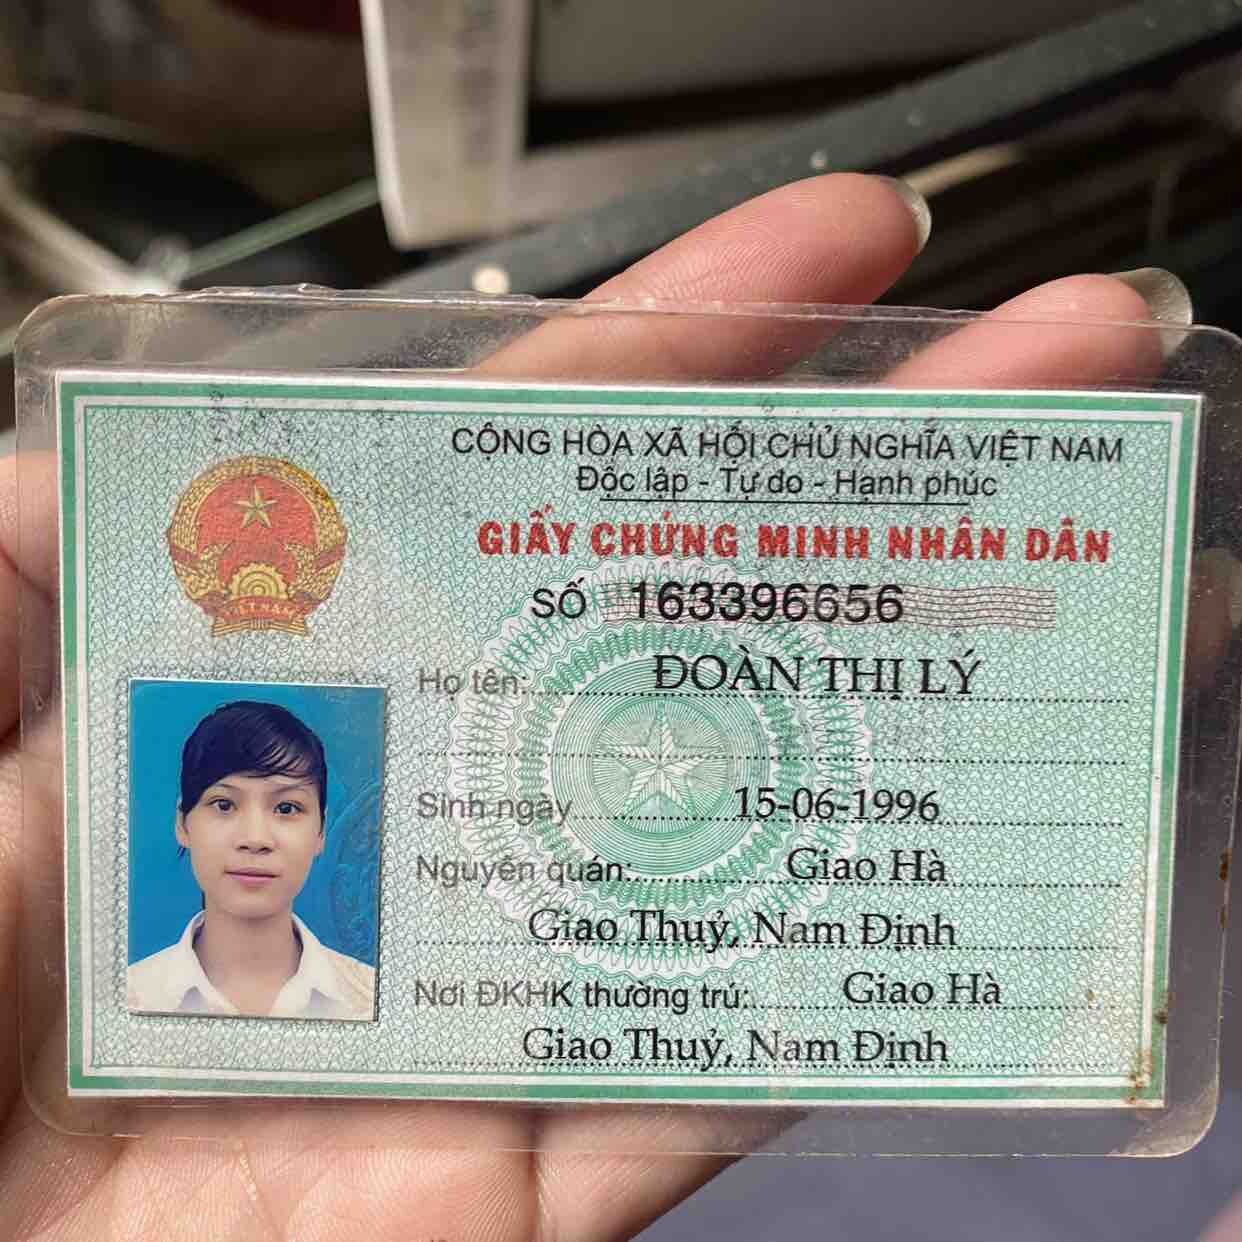 CỘNG HÒA XÃ HỘI CHỦ NGHĨA VIỆT NAM
Độc lập - Tự do - Hạnh phúc
GIẤY CHỨNG MINH NHÂN DÂN
SỐ 163396656
VIỆT NAM
Họ tên: ĐOÀN THỊ LÝ
Sinh ngày 15-06-1996
Nguyên quán: Giao Hà
Giao Thuỷ, Nam Định
Nơi ĐKHK thường trú: Giao Hà
Giao Thuỷ, Nam Định